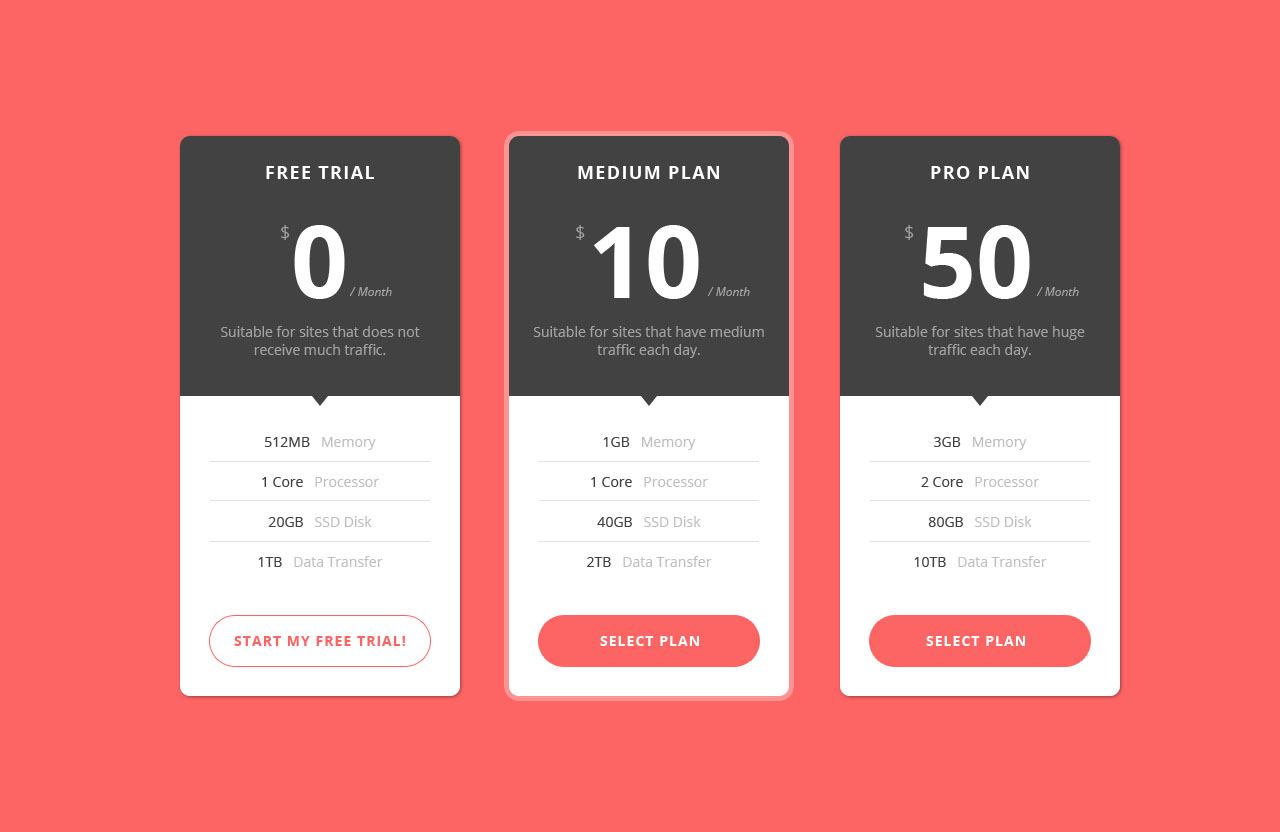 FREE TRIAL
$ 0 / Month
Suitable for sites that does not
receive much traffic.
512MB Memory
1 Core Processor
20GB SSD Disk
1TB Data Transfer
START MY FREE TRIAL!
MEDIUM PLAN
$ 10 / Month
Suitable for sites that have medium
traffic each day.
1GB Memory
1 Core Processor
40GB SSD Disk
2TB Data Transfer
SELECT PLAN
PRO PLAN
$ 50 / Month
Suitable for sites that have huge
traffic each day.
3GB Memory
2 Core Processor
80GB SSD Disk
10TB Data Transfer
SELECT PLAN